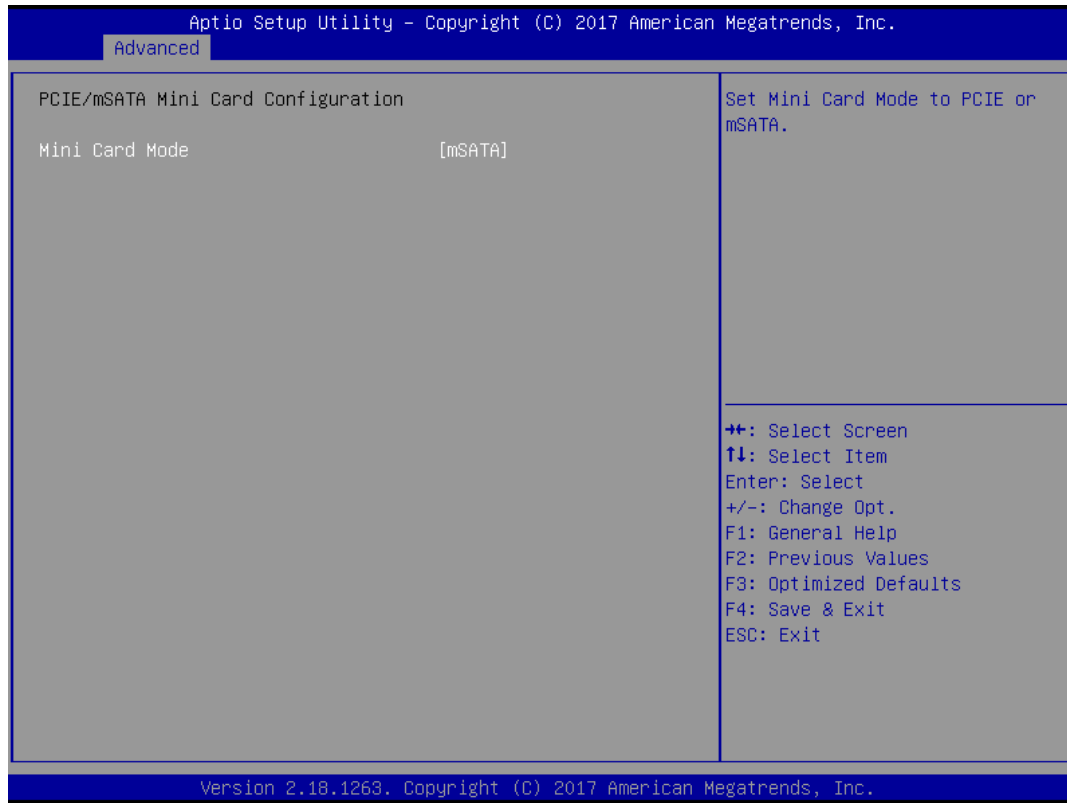 Aptio Setup Utility – Copyright (C) 2017 American Megatrends, Inc.
Advanced
PCIE/mSATA Mini Card Configuration
Mini Card Mode [mSATA]
Set Mini Card Mode to PCIE or
mSATA.
→←: Select Screen
↑↓: Select Item
Enter: Select
+/-: Change Opt.
F1: General Help
F2: Previous Values
F3: Optimized Defaults
F4: Save & Exit
ESC: Exit
Version 2.18.1263. Copyright (C) 2017 American Megatrends, Inc.